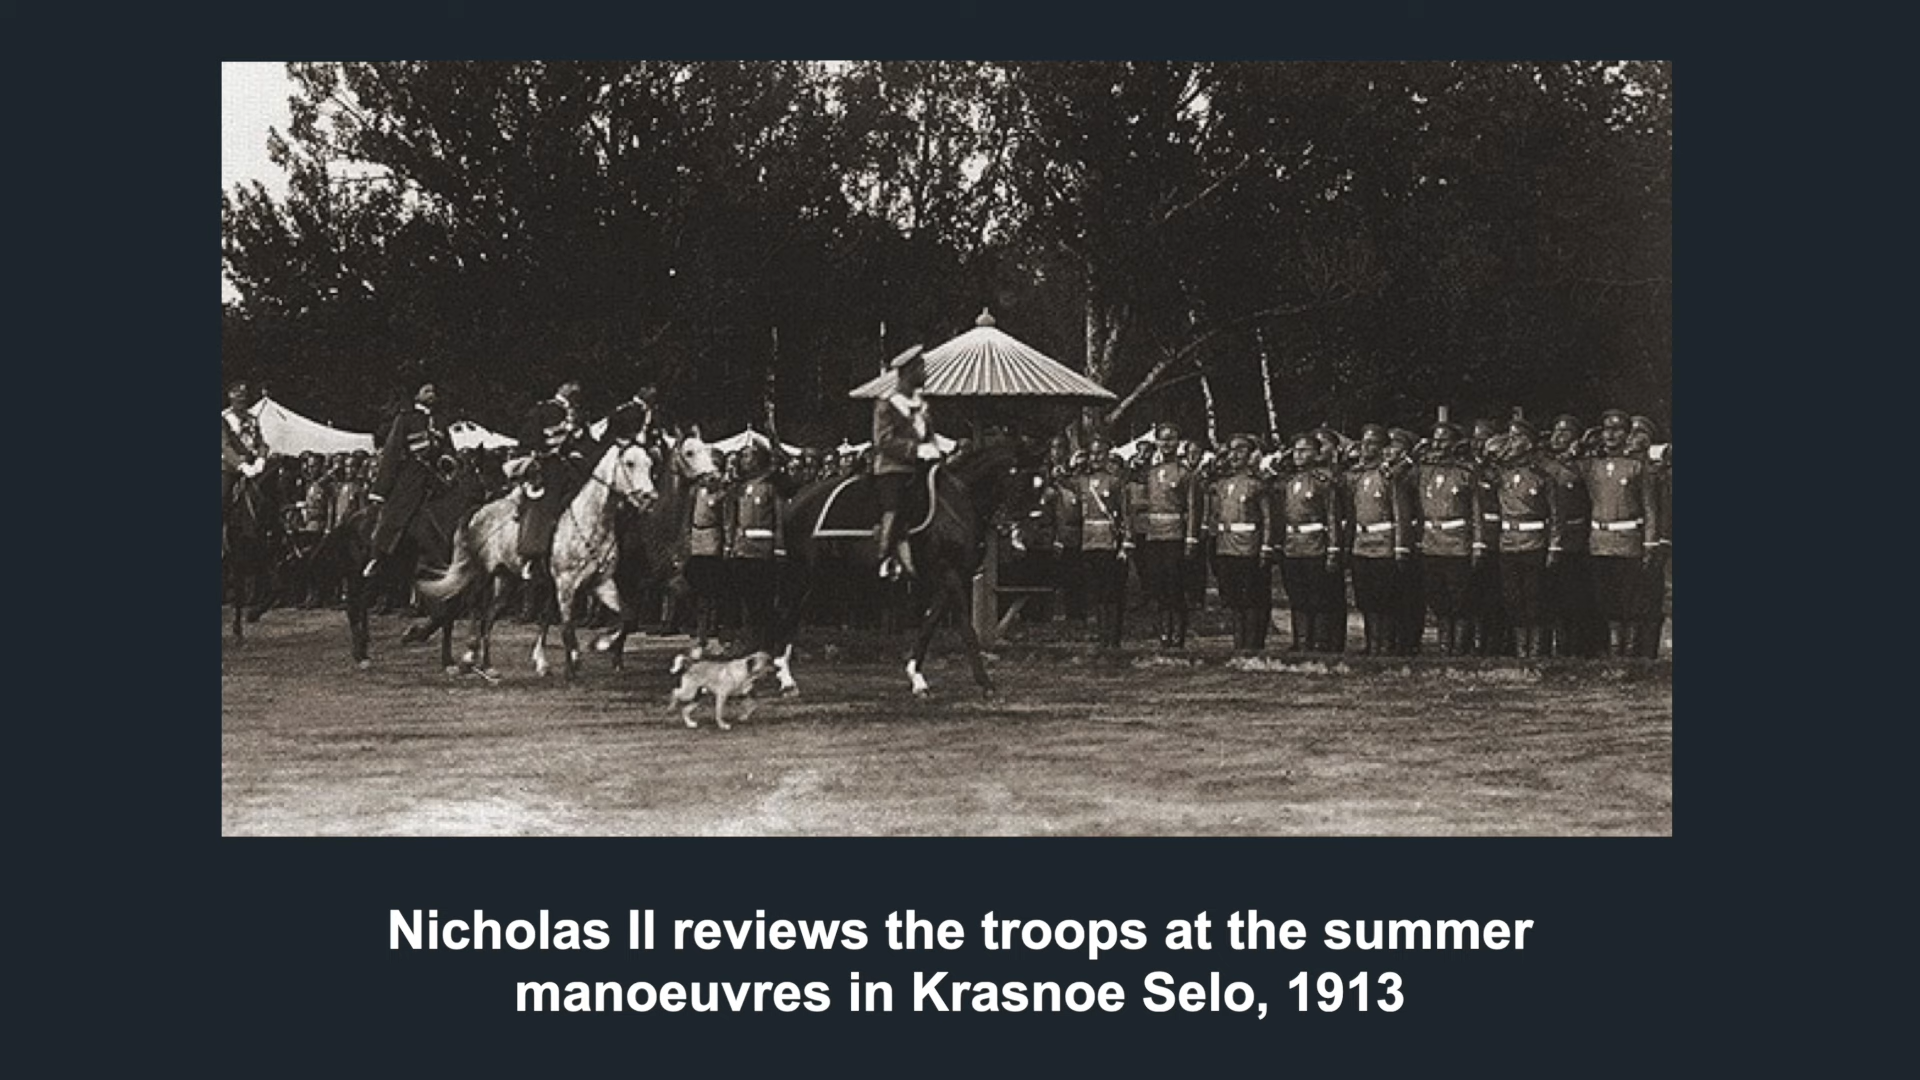 Nicholas II reviews the troops at the summer
manoeuvres in Krasnoe Selo, 1913